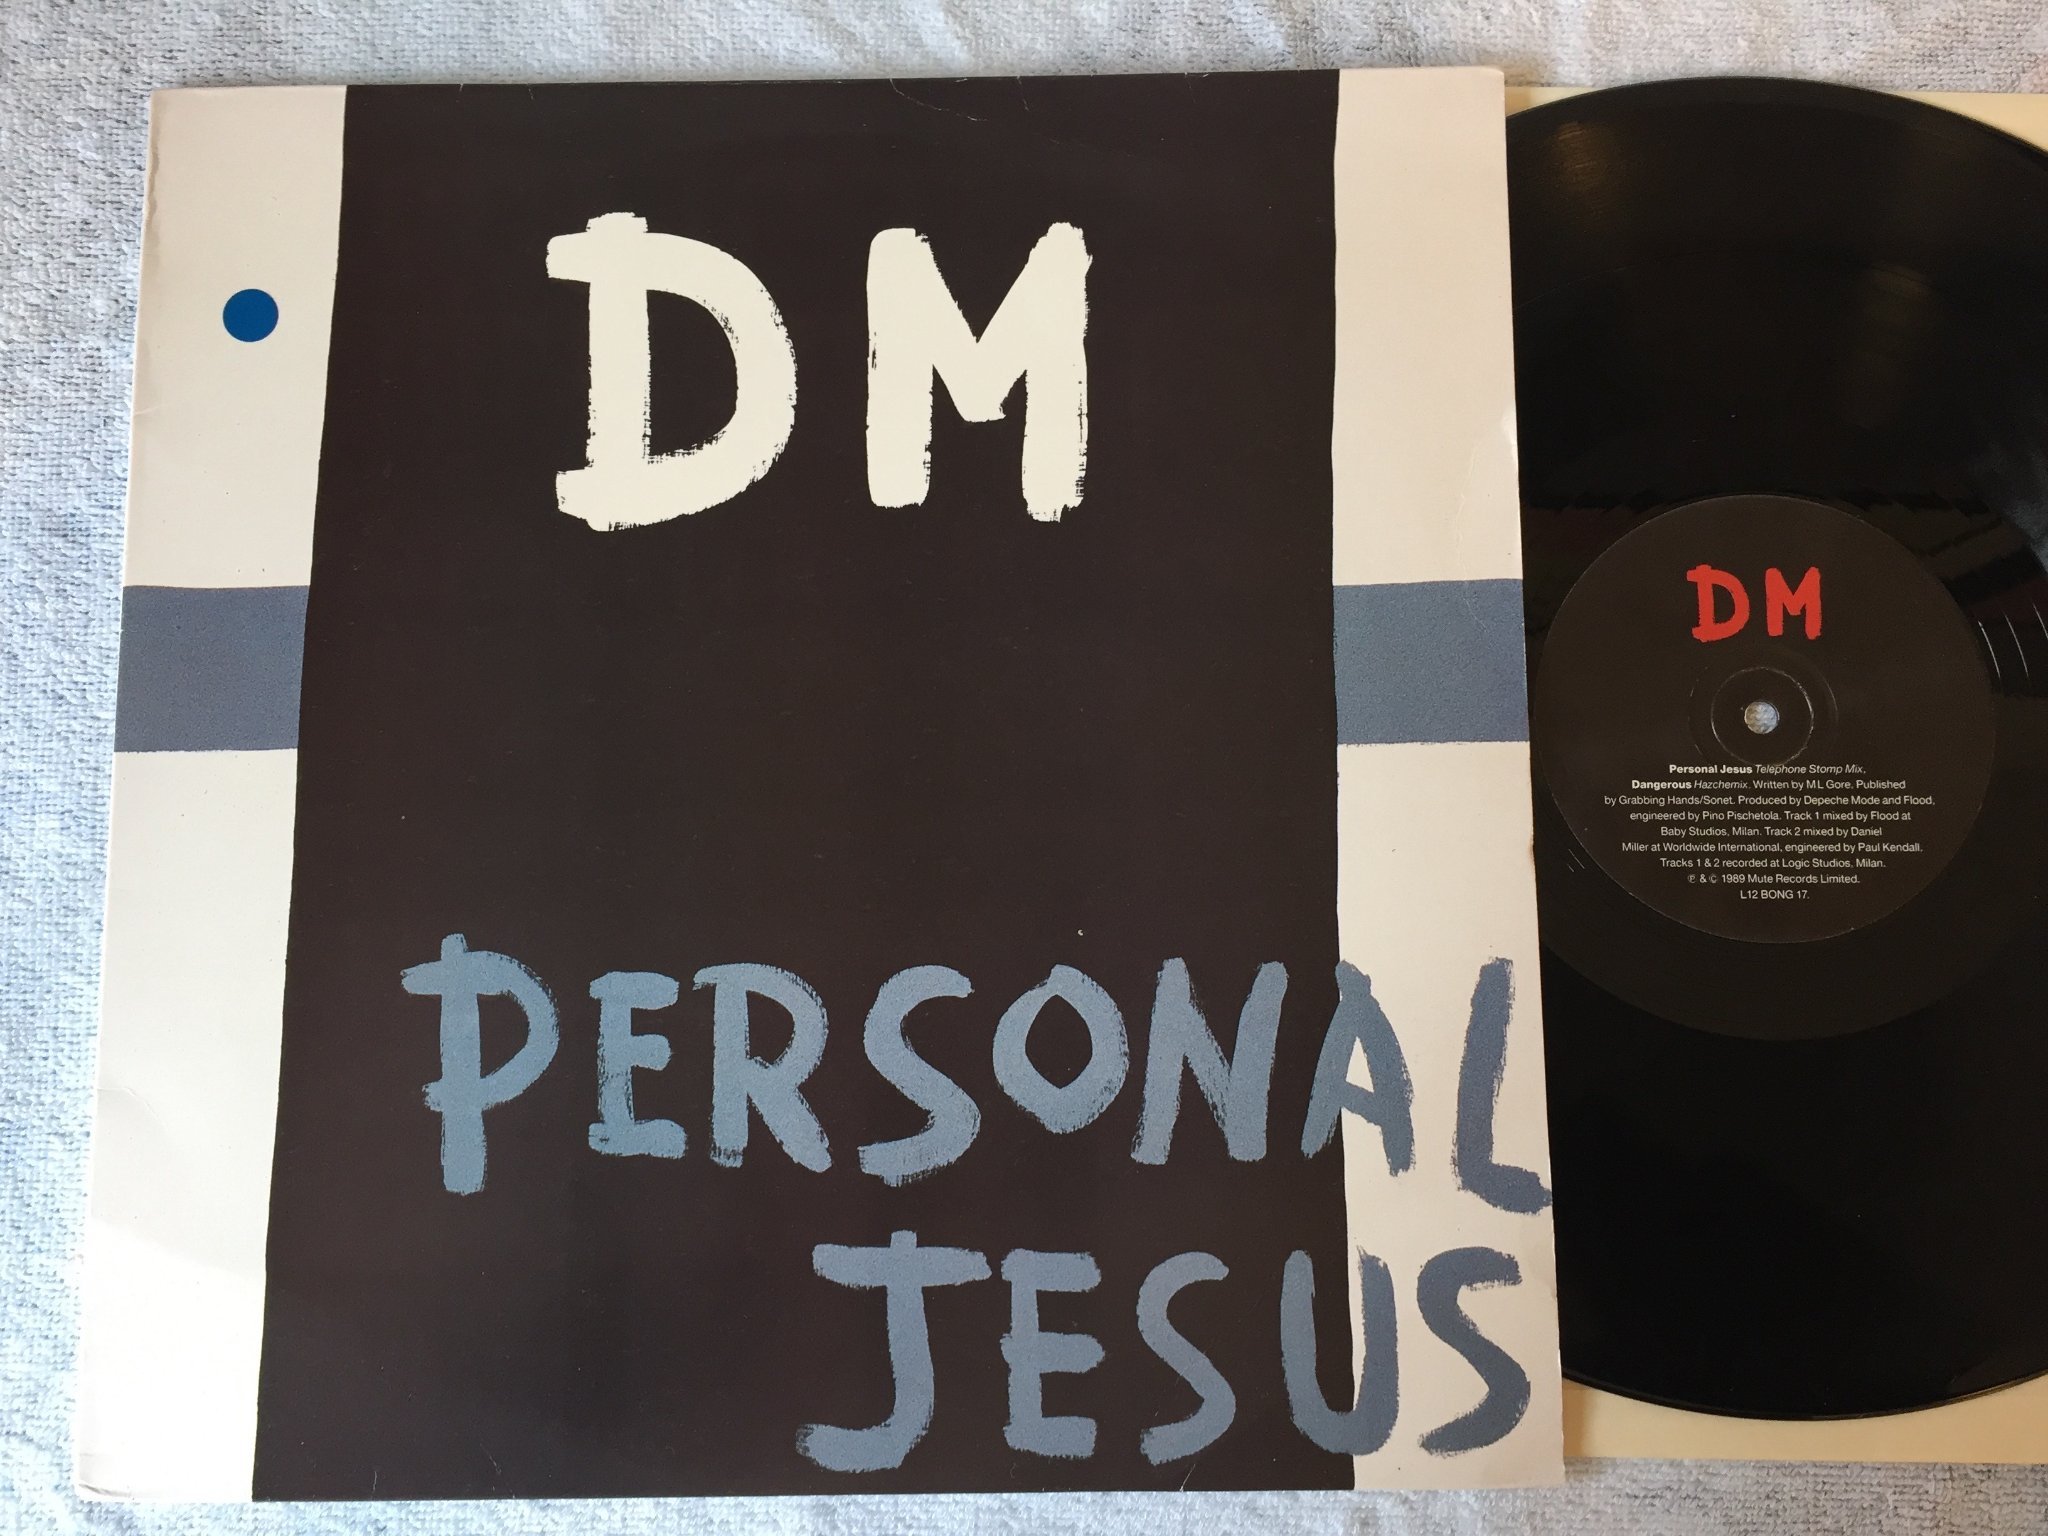 DM
PERSONAL
JESUS
DM
Personal Jesus Telephone Stomp Mix,
Dangerous Hazchemix. Written by M L Gore. Published
by Grabbing Hands/Sonet. Produced by Depeche Mode and Flood,
engineered by Pino Pischetola. Track 1 mixed by Flood at
Baby Studios, Milan. Track 2 mixed by Daniel
Miller at Worldwide International, engineered by Paul Kendall.
Tracks 1 & 2 recorded at Logic Studios, Milan.
℗ & © 1989 Mute Records Limited.
L12 BONG 17.